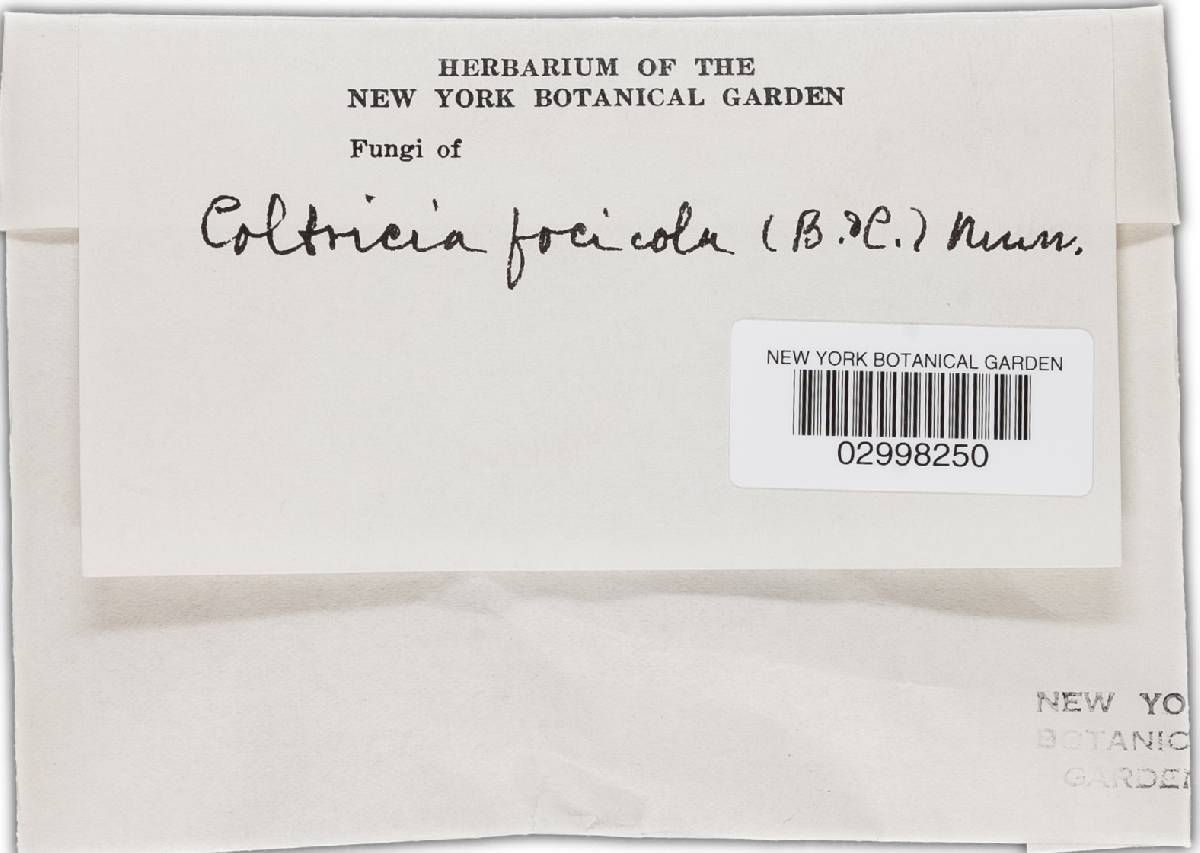 HERBARIUM OF THE
NEW YORK BOTANICAL GARDEN
Fungi of
Coltricia focicola (B. & C.) Murr.
NEW YORK BOTANICAL GARDEN
02998250
NEW YO
BOTANIC
GARDEN